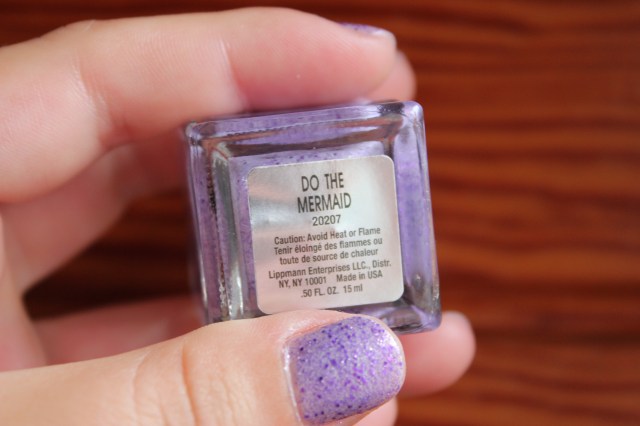 DO THE
MERMAID
20207
Caution: Avoid Heat or Flame
Tenir éloingé des flammes ou
toute de source de chaleur
Lippmann Enterprises LLC., Distr.
NY, NY 10001 Made in USA
.50 FL. OZ. 15 ml